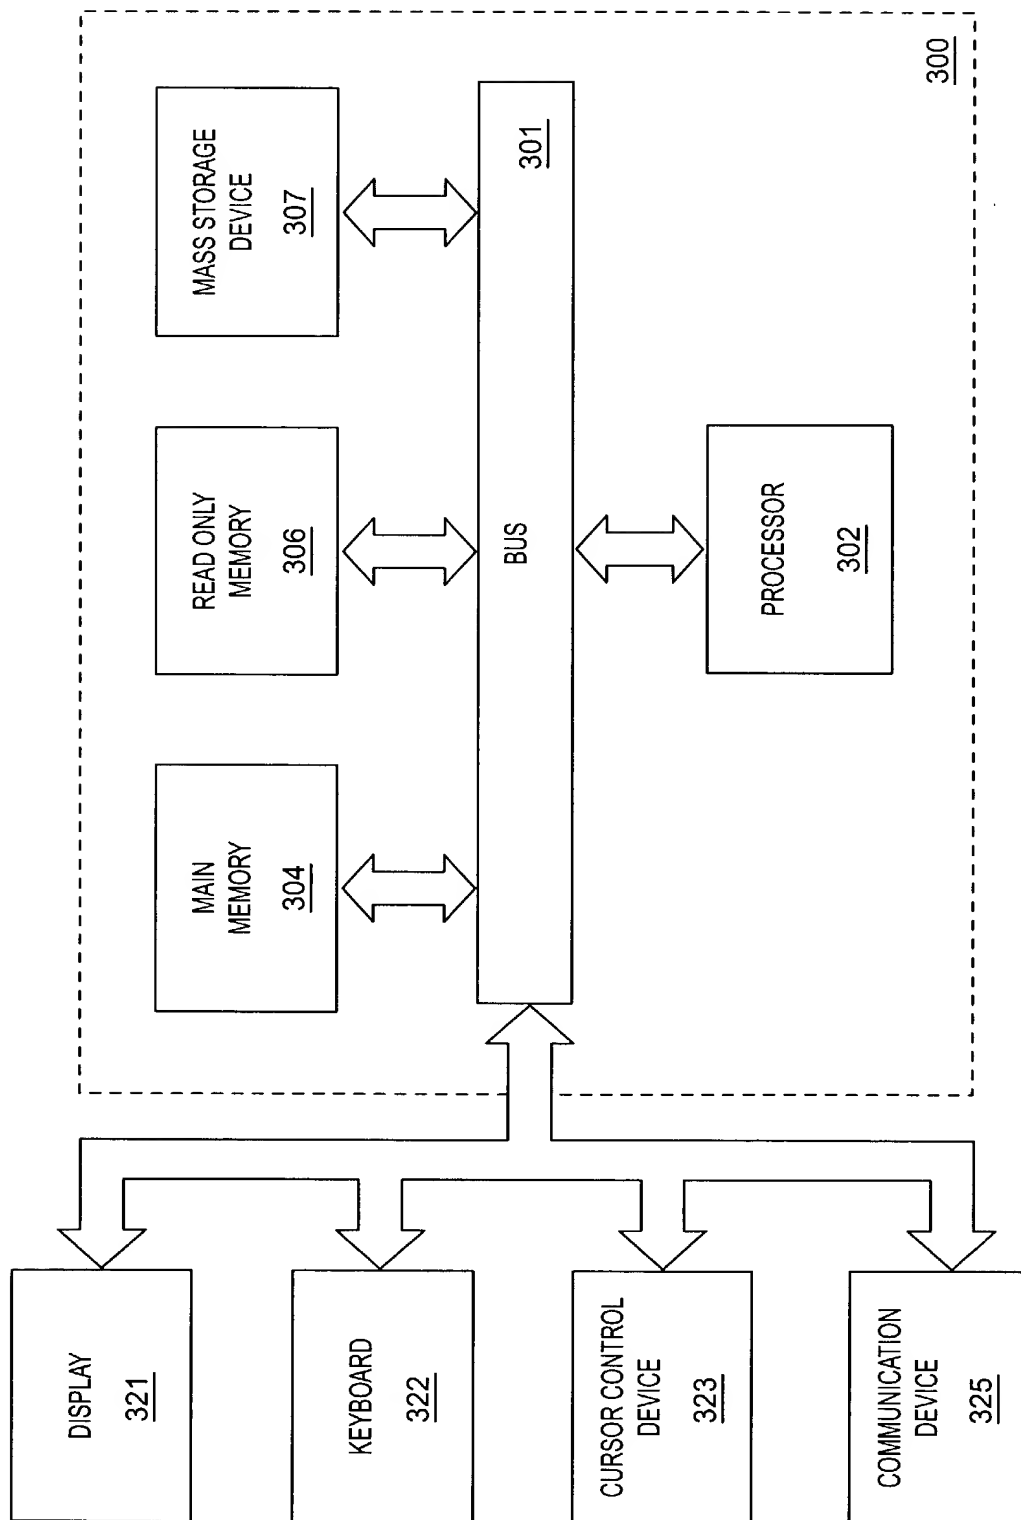 DISPLAY
321
KEYBOARD
322
CURSOR CONTROL
DEVICE
323
COMMUNICATION
DEVICE
325
MAIN
MEMORY
304
READ ONLY
MEMORY
306
MASS STORAGE
DEVICE
307
BUS
301
PROCESSOR
302
300